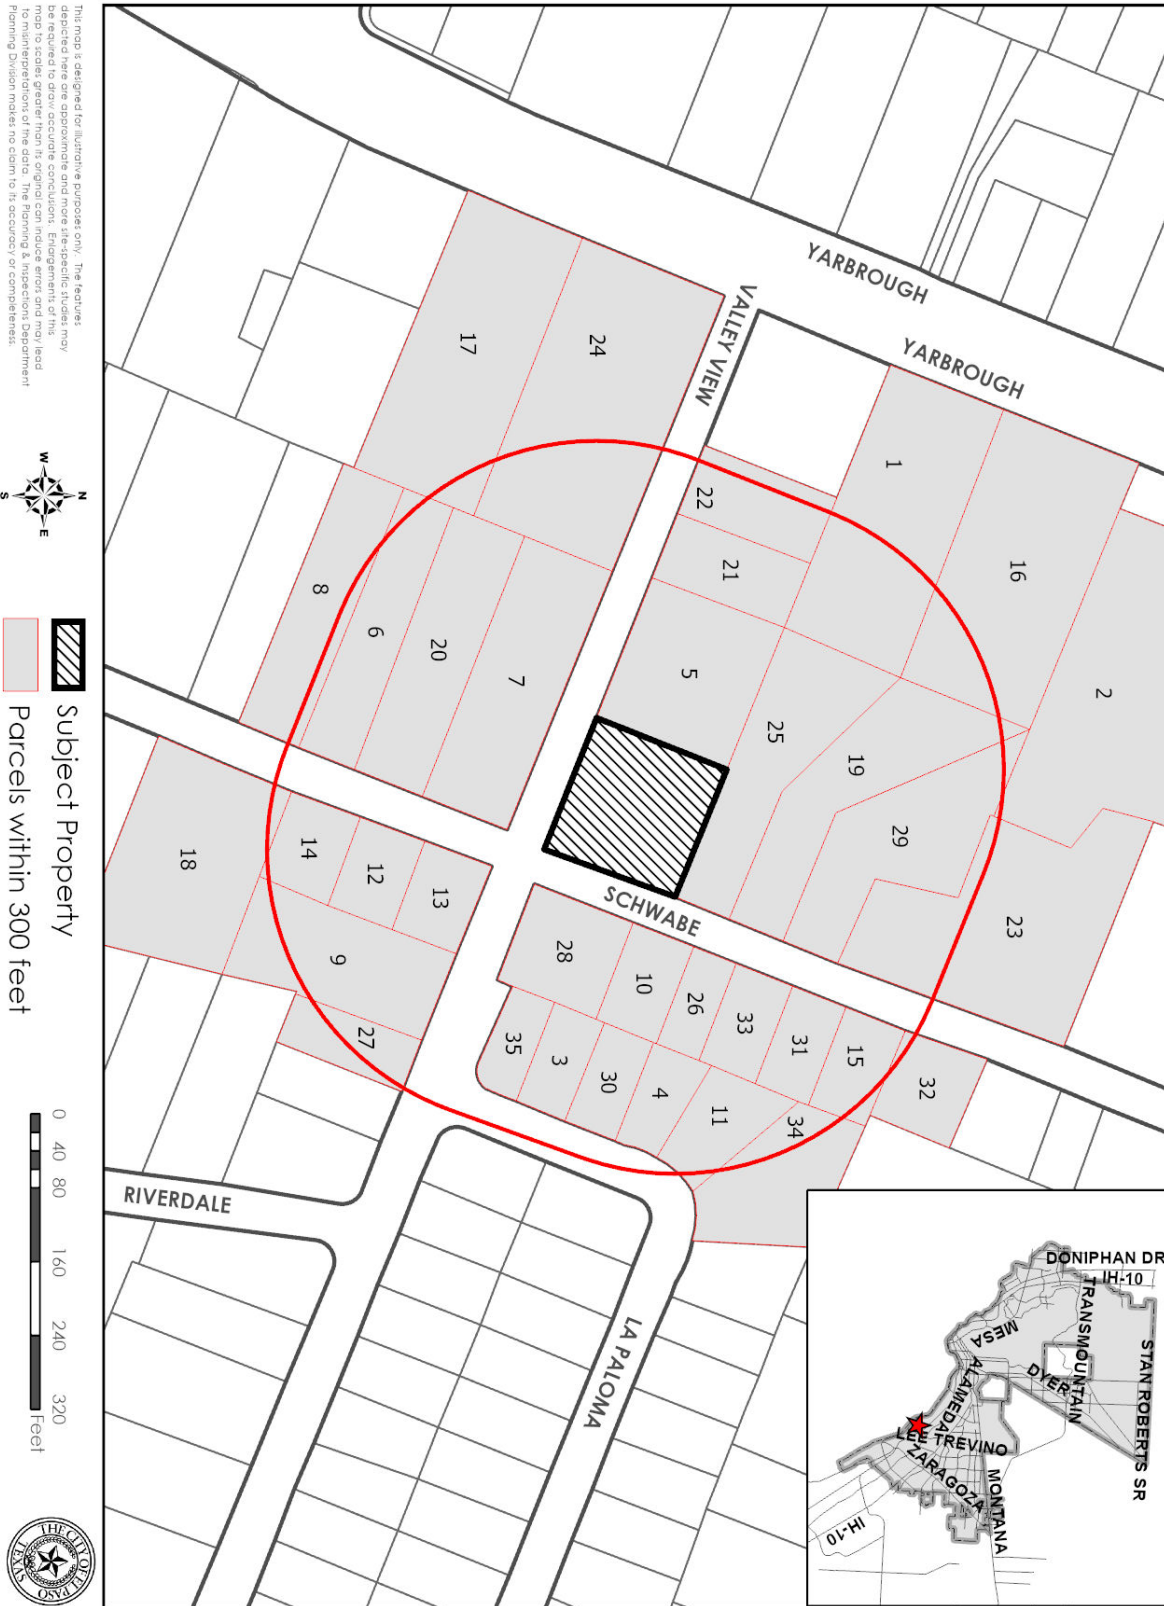 YARBROUGH
YARBROUGH
VALLEY VIEW
SCHWABE
LA PALOMA
RIVERDALE
1
2
3
4
5
6
7
8
9
10
11
12
13
14
15
16
17
18
19
20
21
22
23
24
25
26
27
28
29
30
31
32
33
34
35
DONIPHAN DR
IH-10
TRANSMOUNTAIN
STAN ROBERTS SR
MESA
DYER
ALAMEDA
LEE TREVINO
ZARAGOZA
MONTANA
IH-10
This map is designed for illustrative purposes only. The features
depicted here are approximate and more site-specific studies may
be required to draw accurate conclusions. Enlargements of this
map to scales greater than its original can induce errors and may lead
to misinterpretations of the data. The Planning & Inspections Department
Planning Division makes no claim to its accuracy or completeness.
N
W
E
S
Subject Property
Parcels within 300 feet
0 40 80 160 240 320
Feet
THE CITY OF EL PASO
TEXAS